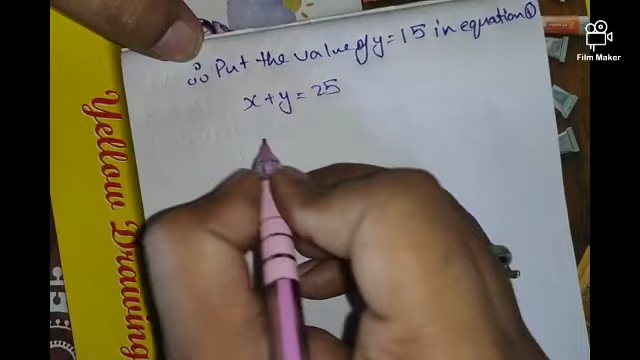 ∴ Put the value of y = 15 in equation ①
x + y = 25
Film Maker
Yellow Drawing